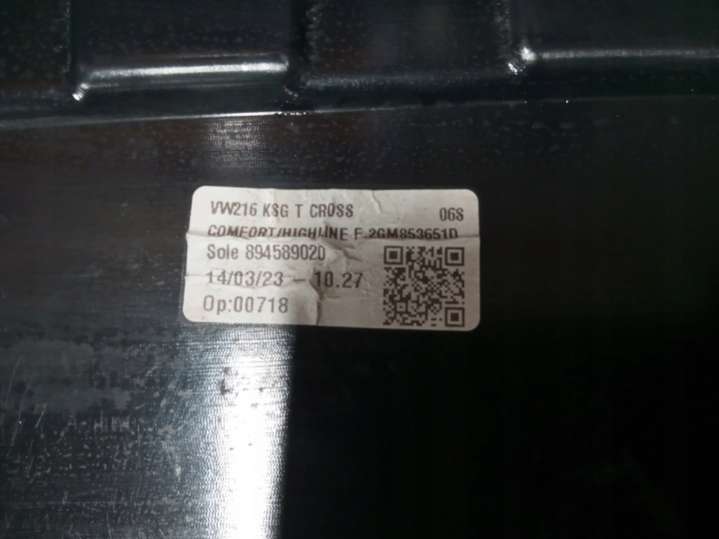 VW216 KSG T CROSS 06S
COMFORT/HIGHLINE F.2GM853651D
Sole 894589020
14/03/23 - 10.27
Op:00718